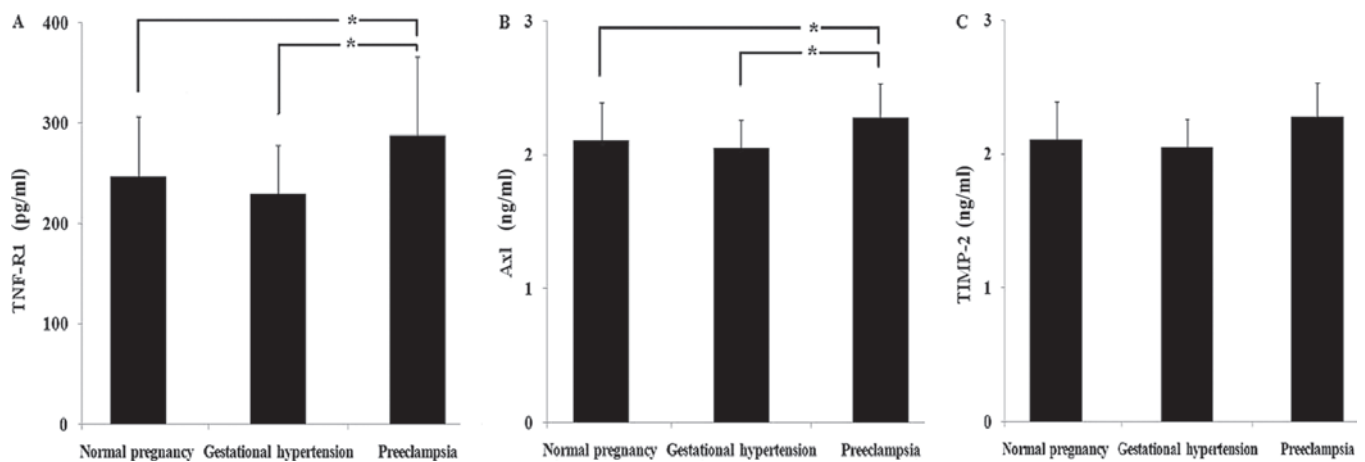 A
TNF-R1 (pg/ml)
400
300
200
100
0
*
*
Normal pregnancy Gestational hypertension Preeclampsia
B
Axl (ng/ml)
3
2
1
0
*
*
Normal pregnancy Gestational hypertension Preeclampsia
C
TIMP-2 (ng/ml)
3
2
1
0
Normal pregnancy Gestational hypertension Preeclampsia